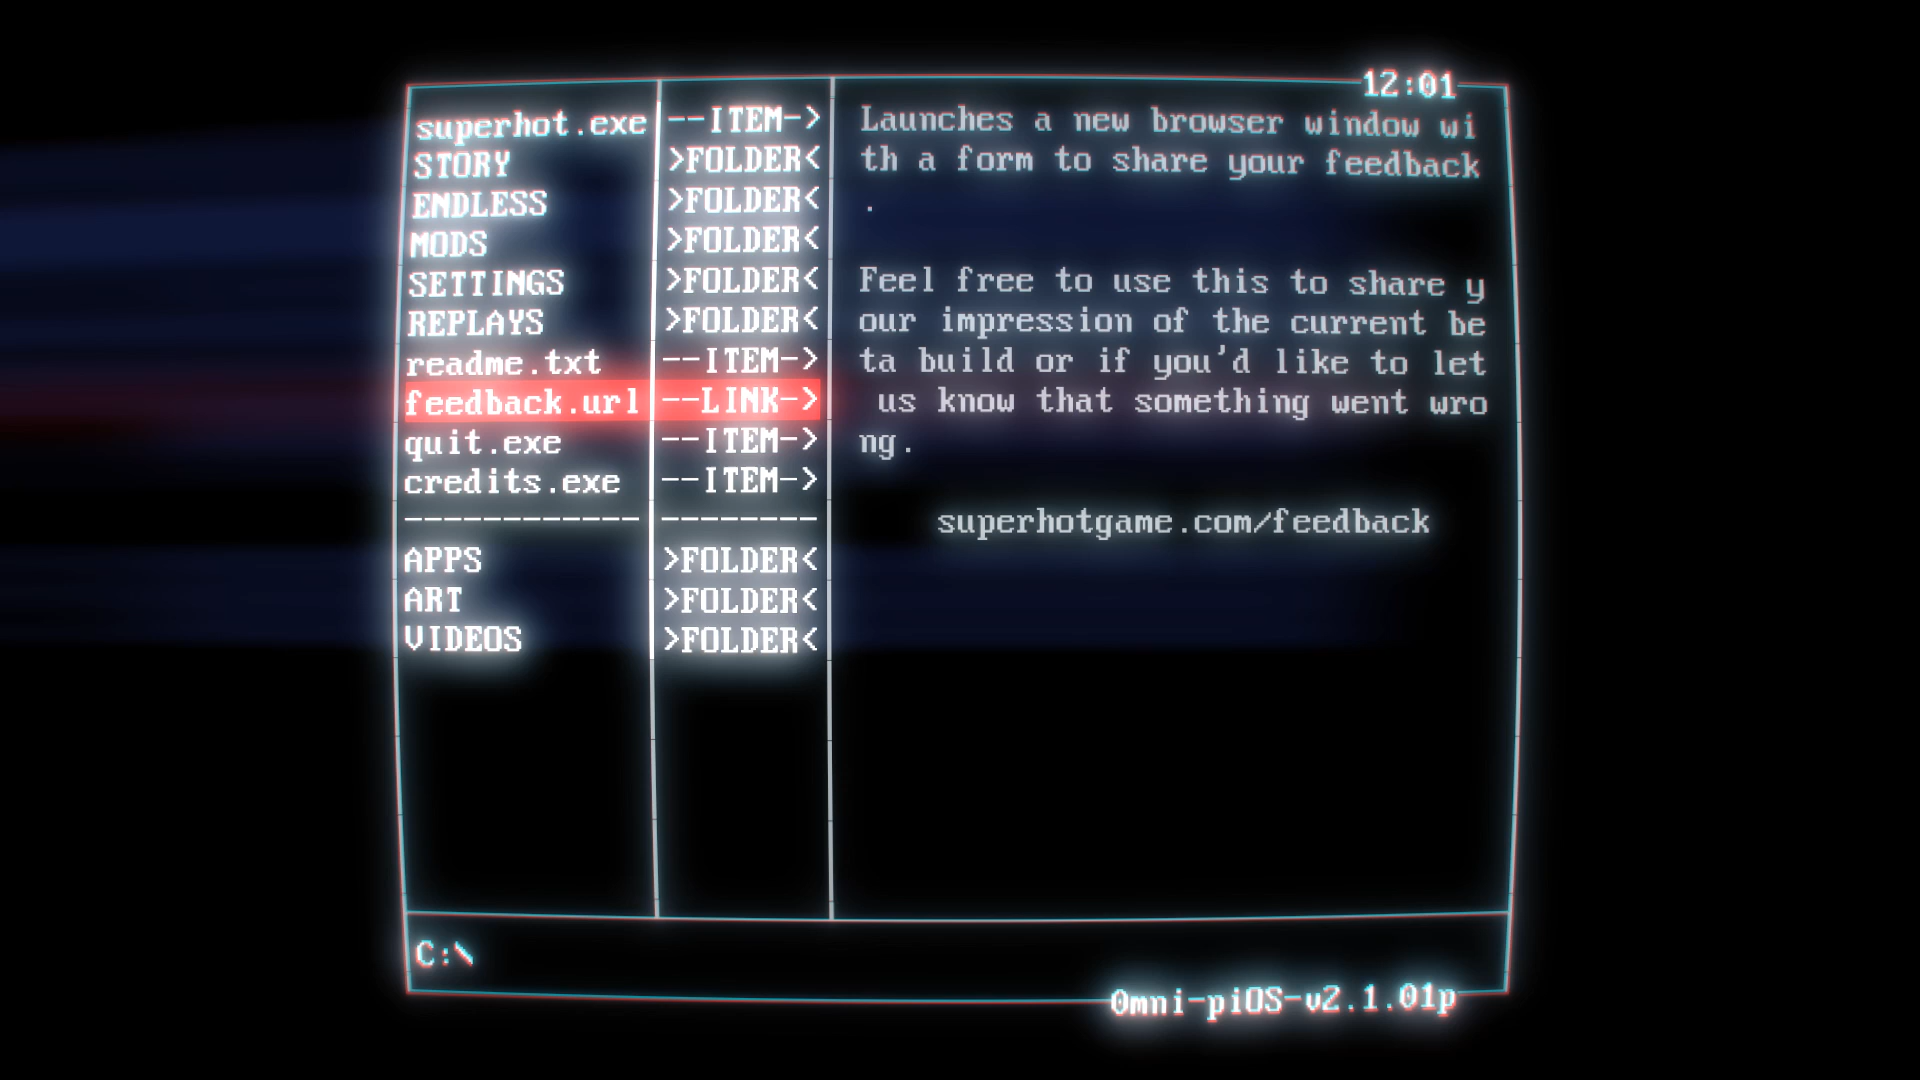 12:01
superhot.exe --ITEM->
STORY >FOLDER<
ENDLESS >FOLDER<
MODS >FOLDER<
SETTINGS >FOLDER<
REPLAYS >FOLDER<
readme.txt --ITEM->
feedback.url --LINK->
quit.exe --ITEM->
credits.exe --ITEM->
------------ --------
APPS >FOLDER<
ART >FOLDER<
VIDEOS >FOLDER<
Launches a new browser window wi
th a form to share your feedback
.
Feel free to use this to share y
our impression of the current be
ta build or if you'd like to let
us know that something went wro
ng.
superhotgame.com/feedback
C:\
0mni-piOS-v2.1.01p